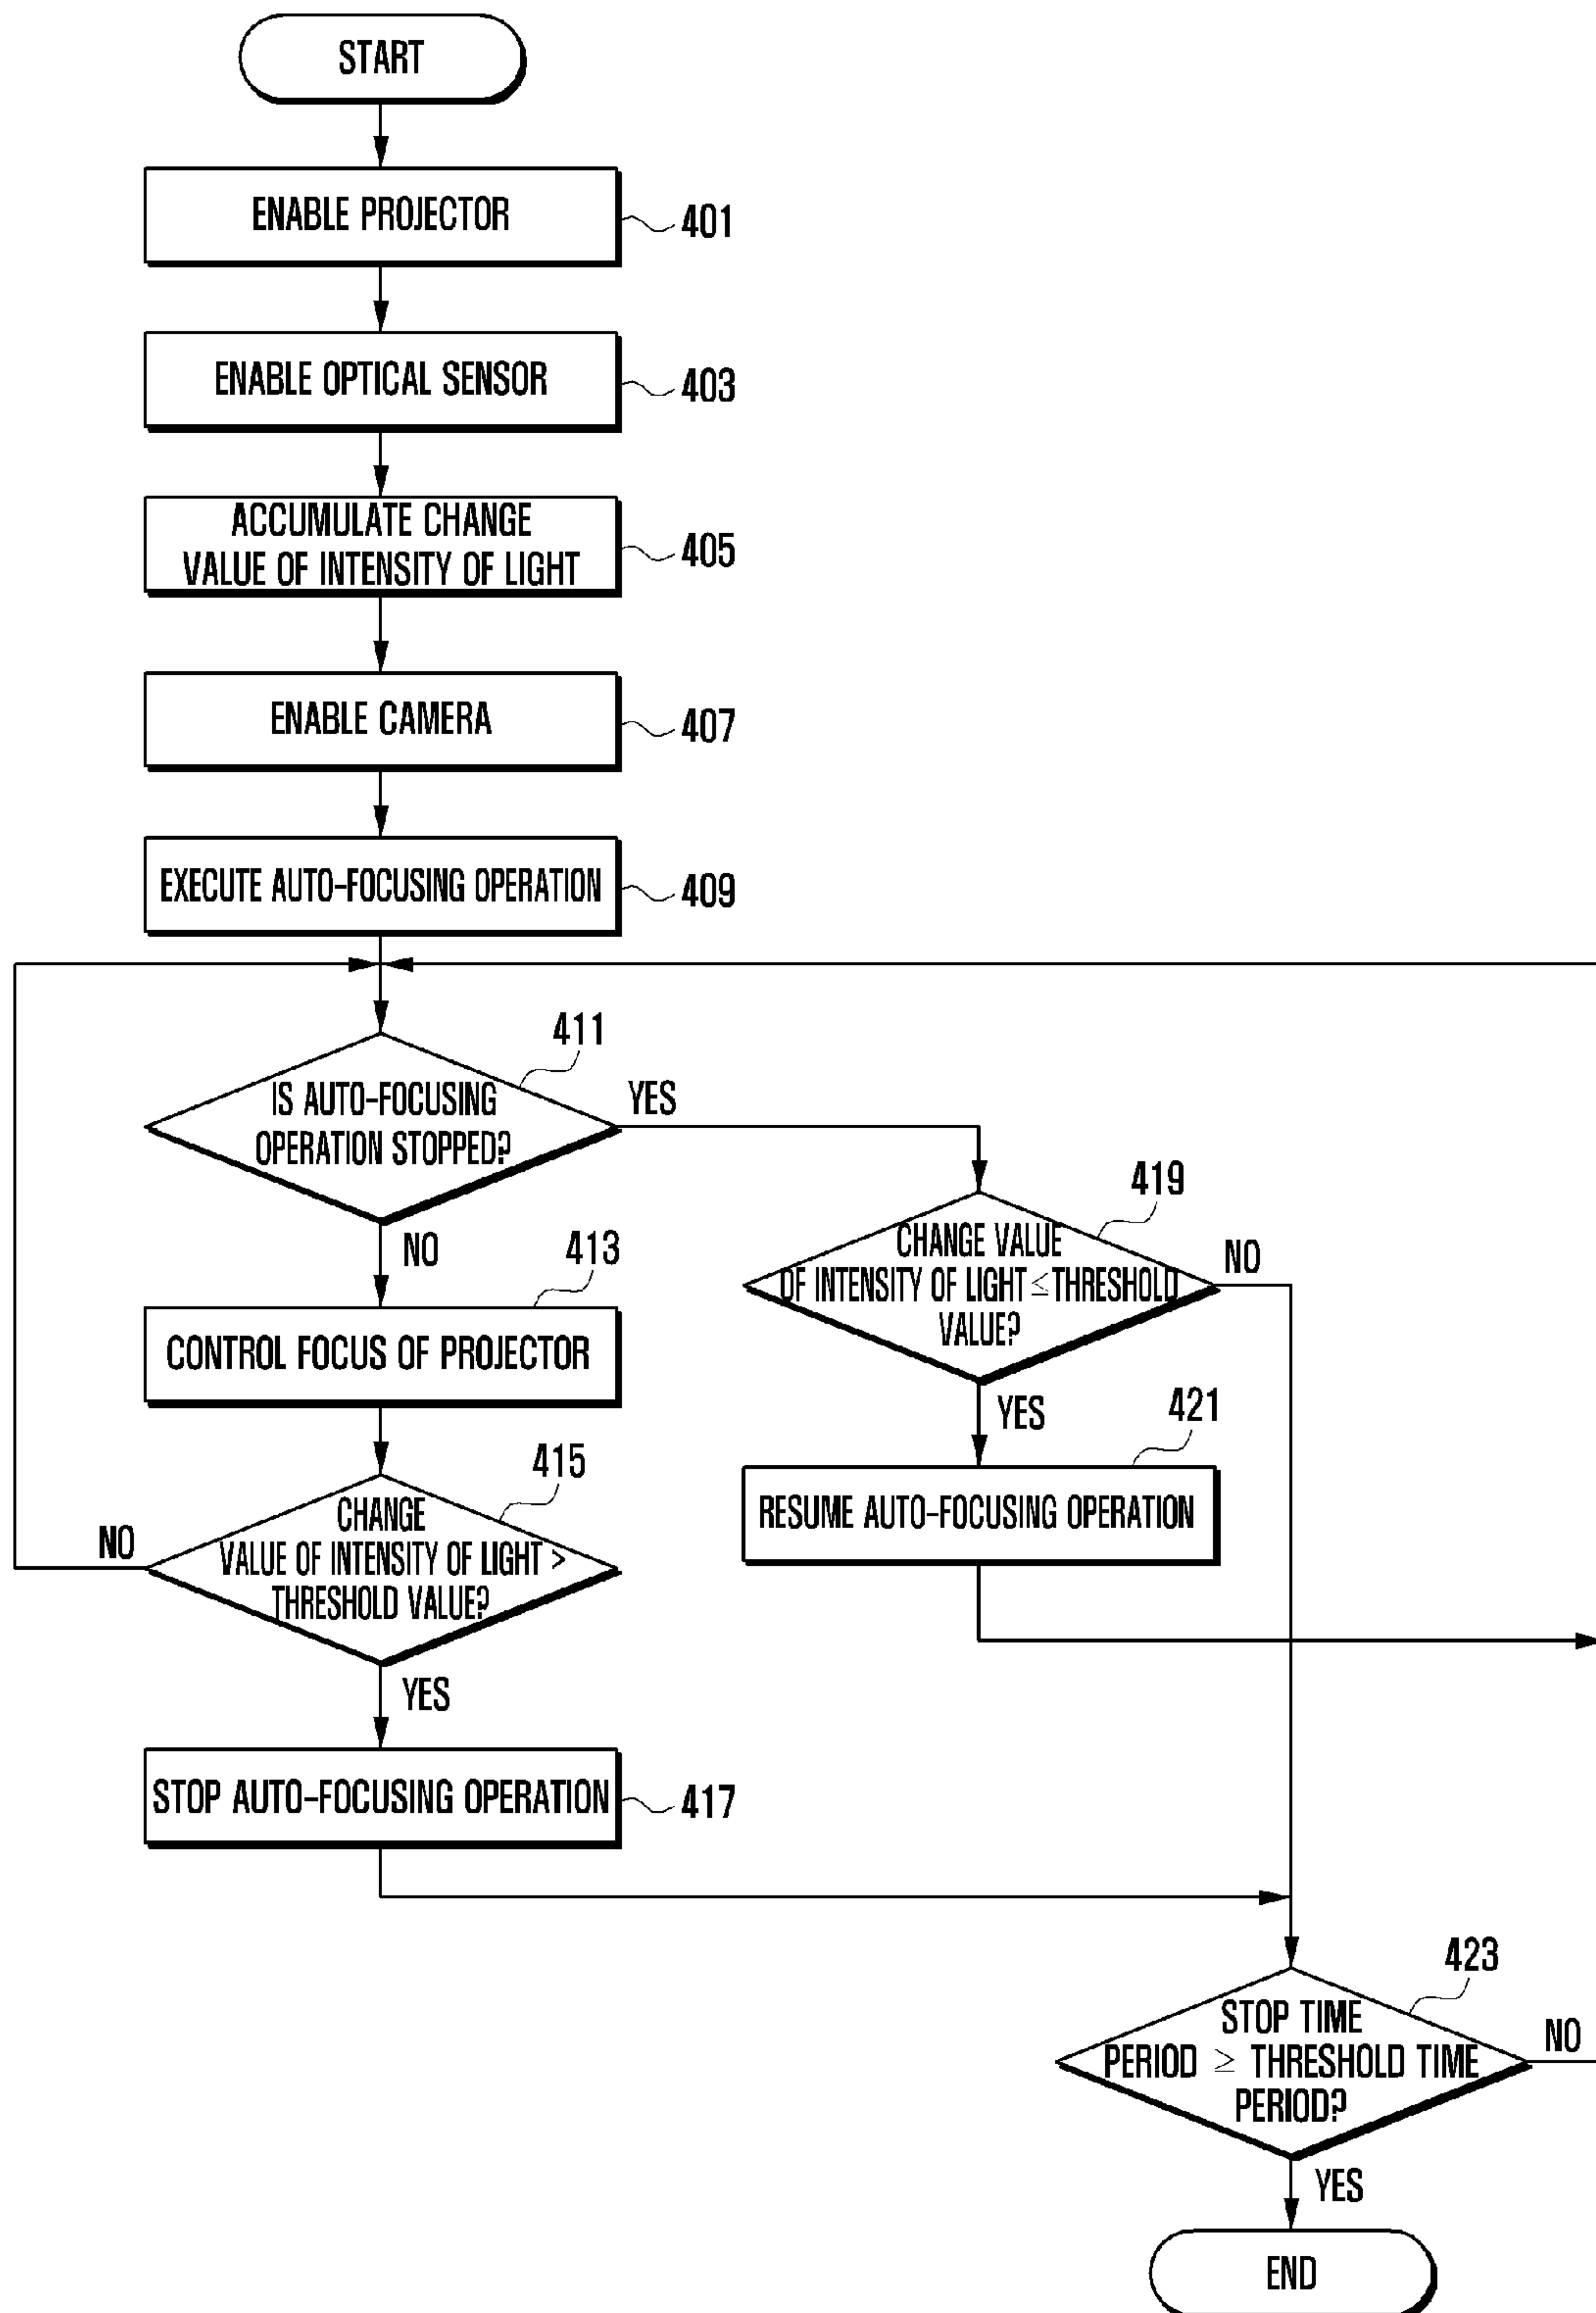 START
ENABLE PROJECTOR
401
ENABLE OPTICAL SENSOR
403
ACCUMULATE CHANGE
VALUE OF INTENSITY OF LIGHT
405
ENABLE CAMERA
407
EXECUTE AUTO-FOCUSING OPERATION
409
411
IS AUTO-FOCUSING
OPERATION STOPPED?
YES
NO
413
CONTROL FOCUS OF PROJECTOR
415
CHANGE
VALUE OF INTENSITY OF LIGHT >
THRESHOLD VALUE?
NO
YES
STOP AUTO-FOCUSING OPERATION
417
419
CHANGE VALUE
OF INTENSITY OF LIGHT ≤ THRESHOLD
VALUE?
NO
YES
421
RESUME AUTO-FOCUSING OPERATION
423
STOP TIME
PERIOD ≥ THRESHOLD TIME
PERIOD?
NO
YES
END